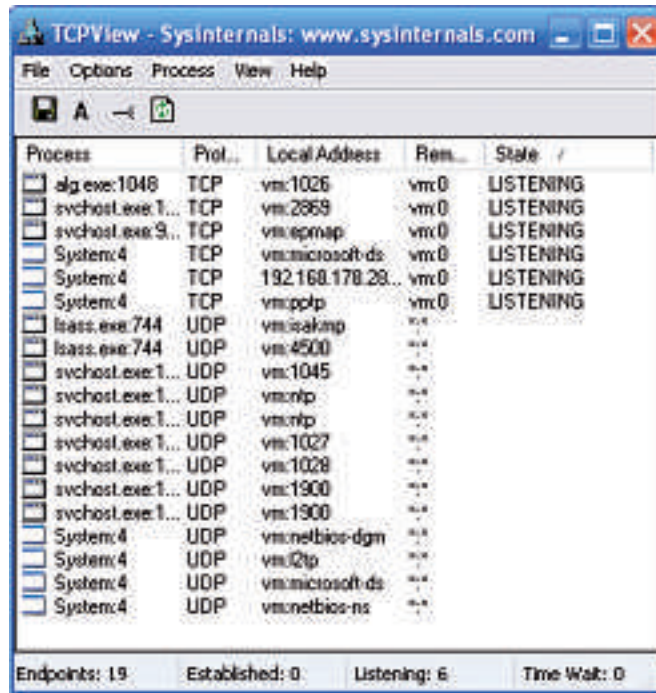 TCPView - Sysinternals: www.sysinternals.com
File Options Process View Help
A
Process Prot... Local Address Rem... State /
alg.exe:1048 TCP vm:1026 vm:0 LISTENING
svchost.exe:1... TCP vm:2869 vm:0 LISTENING
svchost.exe:9... TCP vm:epmap vm:0 LISTENING
System:4 TCP vm:microsoft-ds vm:0 LISTENING
System:4 TCP 192.168.178.28... vm:0 LISTENING
System:4 TCP vm:pptp vm:0 LISTENING
lsass.exe:744 UDP vm:isakmp *:*
lsass.exe:744 UDP vm:4500 *:*
svchost.exe:1... UDP vm:1045 *:*
svchost.exe:1... UDP vm:ntp *:*
svchost.exe:1... UDP vm:ntp *:*
svchost.exe:1... UDP vm:1027 *:*
svchost.exe:1... UDP vm:1028 *:*
svchost.exe:1... UDP vm:1900 *:*
svchost.exe:1... UDP vm:1900 *:*
System:4 UDP vm:netbios-dgm *:*
System:4 UDP vm:l2tp *:*
System:4 UDP vm:microsoft-ds *:*
System:4 UDP vm:netbios-ns *:*
Endpoints: 19 Established: 0 Listening: 6 Time Wait: 0